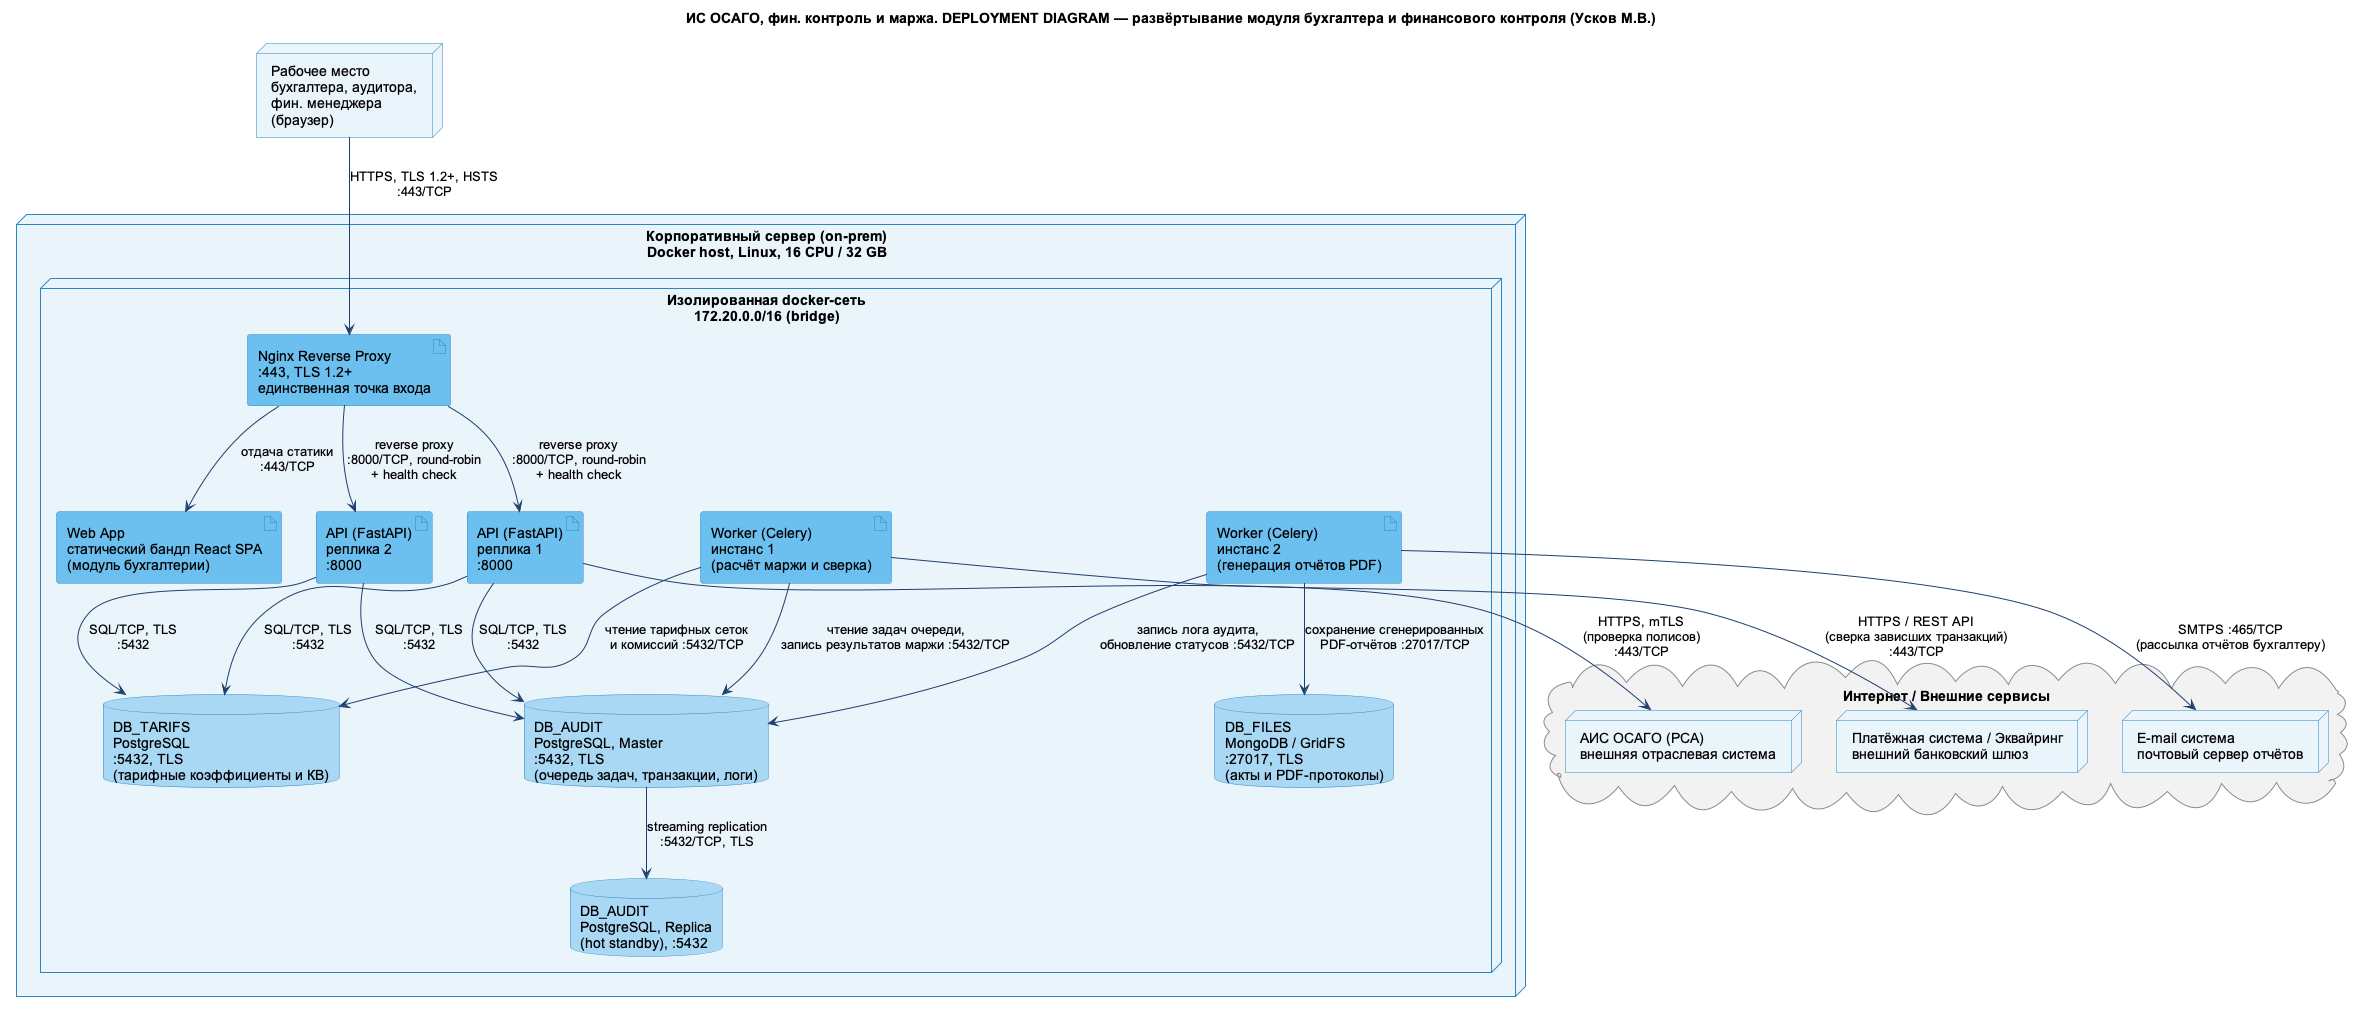 ИС ОСАГО, фин. контроль и маржа. DEPLOYMENT DIAGRAM — развёртывание модуля бухгалтера и финансового контроля (Усков М.В.)
Рабочее место
бухгалтера, аудитора,
фин. менеджера
(браузер)
HTTPS, TLS 1.2+, HSTS
:443/TCP
Корпоративный сервер (on-prem)
Docker host, Linux, 16 CPU / 32 GB
Изолированная docker-сеть
172.20.0.0/16 (bridge)
Nginx Reverse Proxy
:443, TLS 1.2+
единственная точка входа
отдача статики
:443/TCP
reverse proxy
:8000/TCP, round-robin
+ health check
reverse proxy
:8000/TCP, round-robin
+ health check
Web App
статический бандл React SPA
(модуль бухгалтерии)
API (FastAPI)
реплика 2
:8000
API (FastAPI)
реплика 1
:8000
Worker (Celery)
инстанс 1
(расчёт маржи и сверка)
Worker (Celery)
инстанс 2
(генерация отчётов PDF)
SQL/TCP, TLS
:5432
SQL/TCP, TLS
:5432
SQL/TCP, TLS
:5432
SQL/TCP, TLS
:5432
чтение тарифных сеток
и комиссий :5432/TCP
чтение задач очереди,
запись результатов маржи :5432/TCP
запись лога аудита,
обновление статусов :5432/TCP
сохранение сгенерированных
PDF-отчётов :27017/TCP
HTTPS, mTLS
(проверка полисов)
:443/TCP
HTTPS / REST API
(сверка зависших транзакций)
:443/TCP
SMTPS :465/TCP
(рассылка отчётов бухгалтеру)
DB_TARIFS
PostgreSQL
:5432, TLS
(тарифные коэффициенты и КВ)
DB_AUDIT
PostgreSQL, Master
:5432, TLS
(очередь задач, транзакции, логи)
DB_FILES
MongoDB / GridFS
:27017, TLS
(акты и PDF-протоколы)
Интернет / Внешние сервисы
АИС ОСАГО (РСА)
внешняя отраслевая система
Платёжная система / Эквайринг
внешний банковский шлюз
E-mail система
почтовый сервер отчётов
streaming replication
:5432/TCP, TLS
DB_AUDIT
PostgreSQL, Replica
(hot standby), :5432